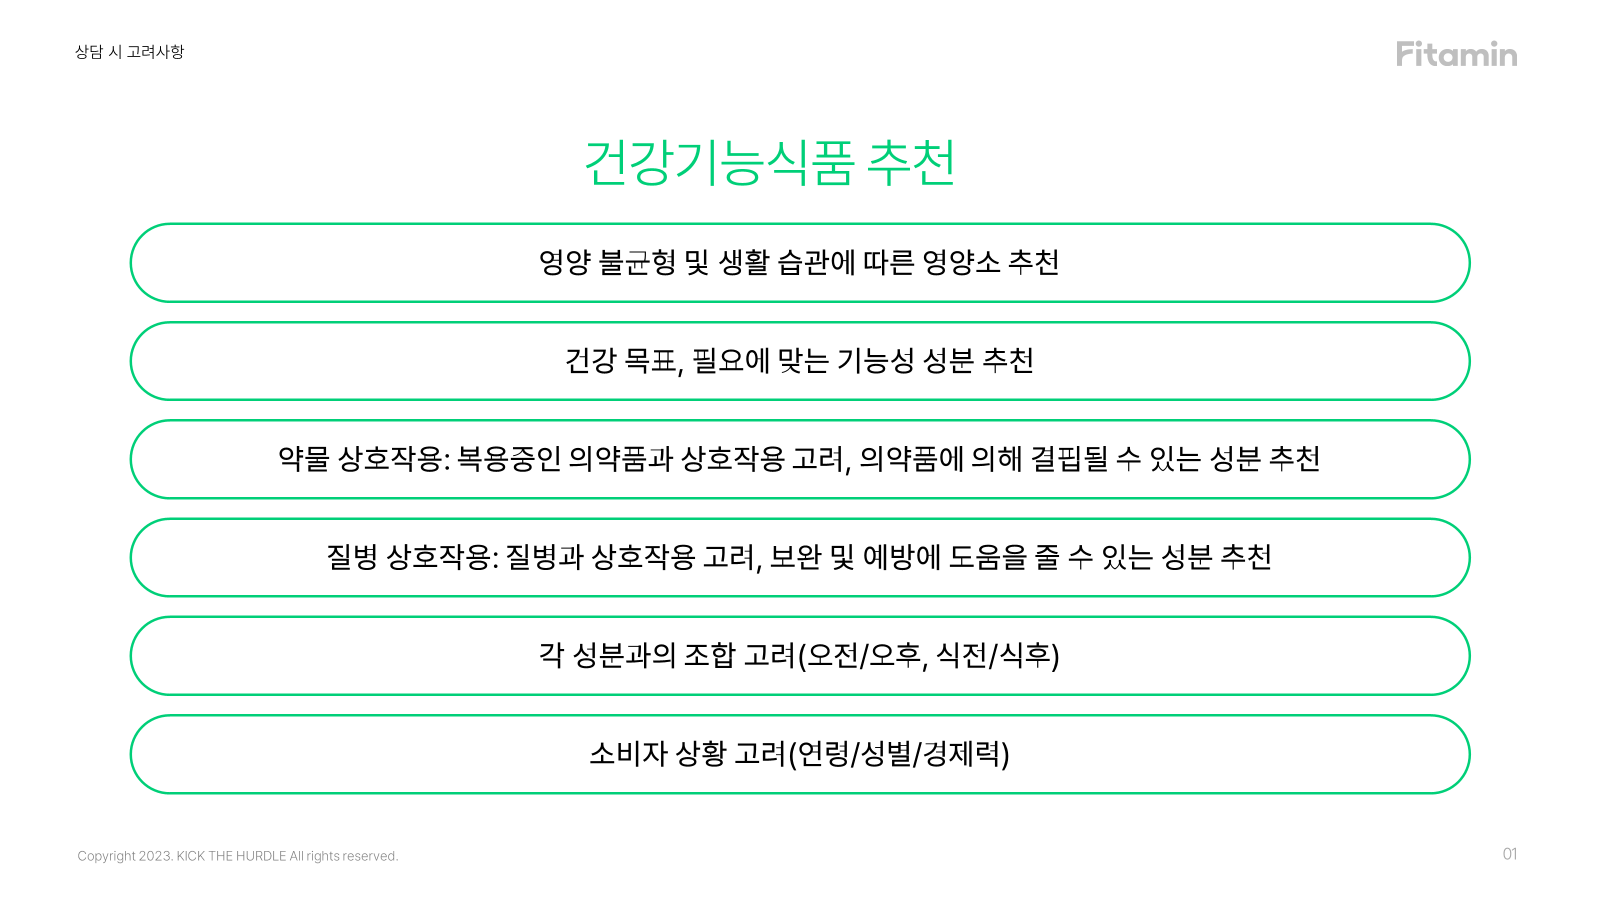 상담 시 고려사항
Fitamin
건강기능식품 추천
영양 불균형 및 생활 습관에 따른 영양소 추천
건강 목표, 필요에 맞는 기능성 성분 추천
약물 상호작용: 복용중인 의약품과 상호작용 고려, 의약품에 의해 결핍될 수 있는 성분 추천
질병 상호작용: 질병과 상호작용 고려, 보완 및 예방에 도움을 줄 수 있는 성분 추천
각 성분과의 조합 고려(오전/오후, 식전/식후)
소비자 상황 고려(연령/성별/경제력)
Copyright 2023. KICK THE HURDLE All rights reserved.
01